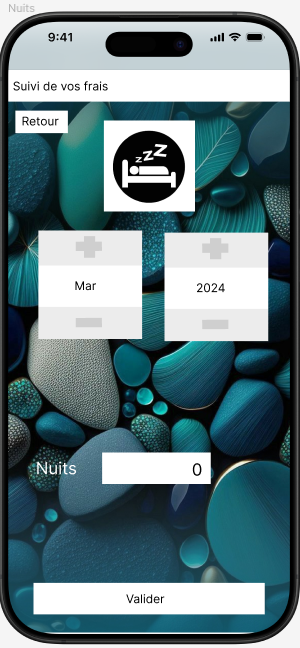 Nuits
9:41
Suivi de vos frais
Retour
z z z z
Mar
2024
Nuits
0
Valider